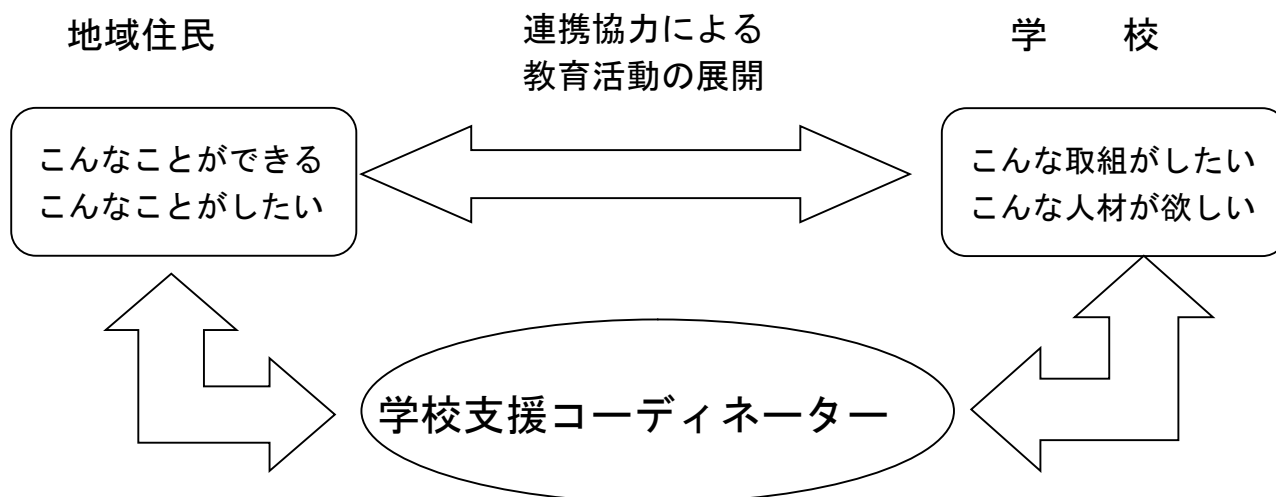 地域住民
連携協力による
教育活動の展開
学　校
こんなことができる
こんなことがしたい
こんな取組がしたい
こんな人材が欲しい
学校支援コーディネーター